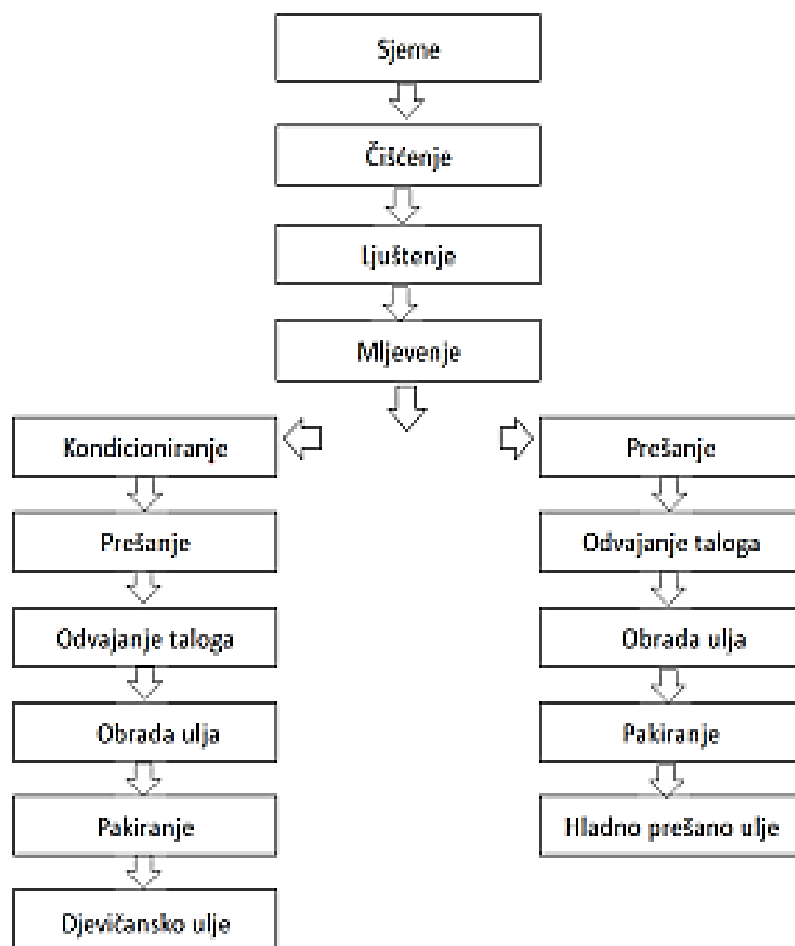 Sjeme
Čišćenje
Ljuštenje
Mljevenje
Kondicioniranje
Prešanje
Odvajanje taloga
Obrada ulja
Pakiranje
Djevičansko ulje
Prešanje
Odvajanje taloga
Obrada ulja
Pakiranje
Hladno prešano ulje